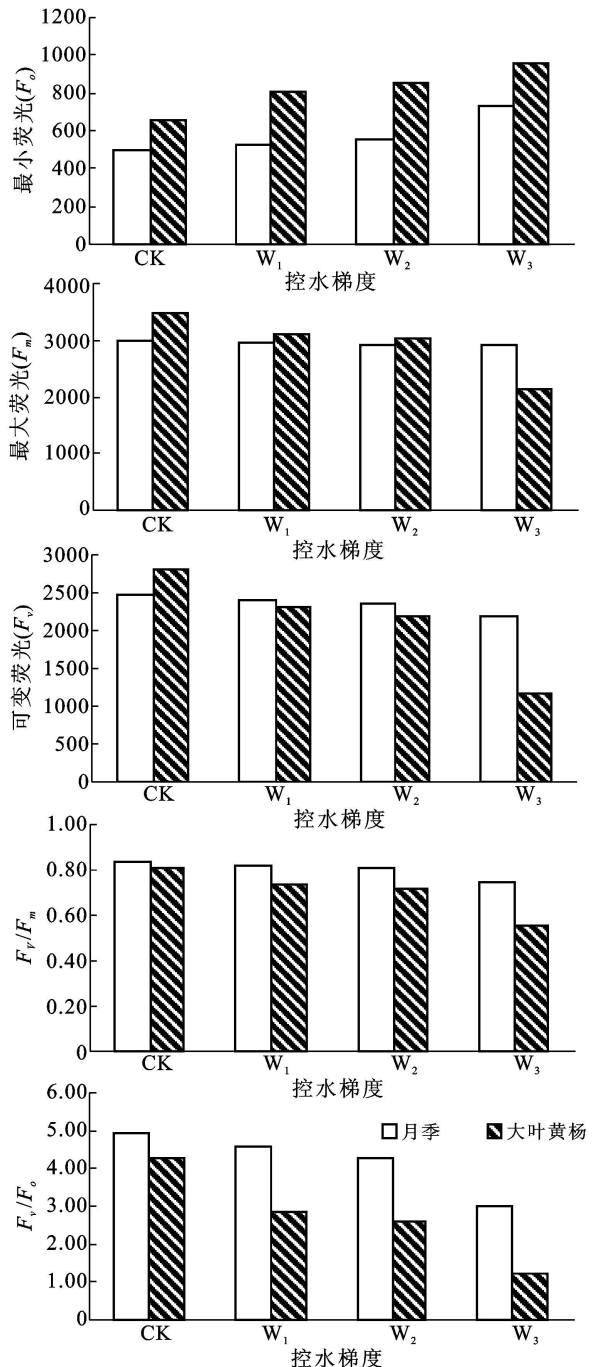 最小荧光(Fₒ)
1200
1000
800
600
400
200
0
CK W₁ W₂ W₃
控水梯度
最大荧光(Fₘ)
4000
3000
2000
1000
0
CK W₁ W₂ W₃
控水梯度
可变荧光(Fᵥ)
3000
2500
2000
1500
1000
500
0
CK W₁ W₂ W₃
控水梯度
Fᵥ/Fₘ
1.00
0.80
0.60
0.40
0.20
0
CK W₁ W₂ W₃
控水梯度
Fᵥ/Fₒ
6.00
5.00
4.00
3.00
2.00
1.00
0
月季 大叶黄杨
CK W₁ W₂ W₃
控水梯度